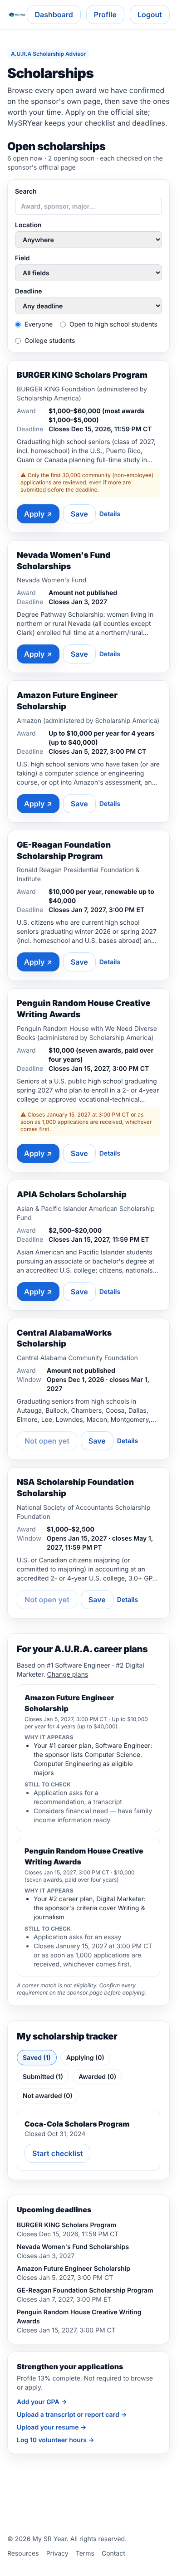 Dashboard
Profile
Logout
A.U.R.A Scholarship Advisor
Scholarships
Browse every open award we have confirmed
on the sponsor's own page, then save the ones
worth your time. Apply on the official site;
MySRYear keeps your checklist and deadlines.
Open scholarships
6 open now · 2 opening soon · each checked on the
sponsor's official page
Search
Award, sponsor, major...
Location
Anywhere
Field
All fields
Deadline
Any deadline
Everyone
Open to high school students
College students
BURGER KING Scholars Program
BURGER KING Foundation (administered by
Scholarship America)
Award $1,000–$60,000 (most awards
$1,000–$5,000)
Deadline Closes Dec 15, 2026, 11:59 PM CT
Graduating high school seniors (class of 2027,
incl. homeschool) in the U.S., Puerto Rico,
Guam or Canada planning full-time study in...
⚠ Only the first 30,000 community (non-employee)
applications are reviewed, even if more are
submitted before the deadline.
Apply ↗
Save
Details
Nevada Women's Fund
Scholarships
Nevada Women's Fund
Award Amount not published
Deadline Closes Jan 3, 2027
Degree Pathway Scholarship: women living in
northern or rural Nevada (all counties except
Clark) enrolled full time at a northern/rural...
Apply ↗
Save
Details
Amazon Future Engineer
Scholarship
Amazon (administered by Scholarship America)
Award Up to $10,000 per year for 4 years
(up to $40,000)
Deadline Closes Jan 5, 2027, 3:00 PM CT
U.S. high school seniors who have taken (or are
taking) a computer science or engineering
course, or opt into Amazon's assessment, an...
Apply ↗
Save
Details
GE-Reagan Foundation
Scholarship Program
Ronald Reagan Presidential Foundation &
Institute
Award $10,000 per year, renewable up to
$40,000
Deadline Closes Jan 7, 2027, 3:00 PM ET
U.S. citizens who are current high school
seniors graduating winter 2026 or spring 2027
(incl. homeschool and U.S. bases abroad) an...
Apply ↗
Save
Details
Penguin Random House Creative
Writing Awards
Penguin Random House with We Need Diverse
Books (administered by Scholarship America)
Award $10,000 (seven awards, paid over
four years)
Deadline Closes Jan 15, 2027, 3:00 PM CT
Seniors at a U.S. public high school graduating
spring 2027 who plan to enroll in a 2- or 4-year
college or approved vocational-technical...
⚠ Closes January 15, 2027 at 3:00 PM CT or as
soon as 1,000 applications are received, whichever
comes first.
Apply ↗
Save
Details
APIA Scholars Scholarship
Asian & Pacific Islander American Scholarship
Fund
Award $2,500–$20,000
Deadline Closes Jan 15, 2027, 11:59 PM ET
Asian American and Pacific Islander students
pursuing an associate or bachelor's degree at
an accredited U.S. college; citizens, nationals...
Apply ↗
Save
Details
Central AlabamaWorks
Scholarship
Central Alabama Community Foundation
Award Amount not published
Window Opens Dec 1, 2026 · closes Mar 1,
2027
Graduating seniors from high schools in
Autauga, Bullock, Chambers, Coosa, Dallas,
Elmore, Lee, Lowndes, Macon, Montgomery,...
Not open yet
Save
Details
NSA Scholarship Foundation
Scholarship
National Society of Accountants Scholarship
Foundation
Award $1,000–$2,500
Window Opens Jan 15, 2027 · closes May 1,
2027, 11:59 PM PT
U.S. or Canadian citizens majoring (or
committed to majoring) in accounting at an
accredited 2- or 4-year U.S. college, 3.0+ GP...
Not open yet
Save
Details
For your A.U.R.A. career plans
Based on #1 Software Engineer · #2 Digital
Marketer. Change plans
Amazon Future Engineer
Scholarship
Closes Jan 5, 2027, 3:00 PM CT · Up to $10,000
per year for 4 years (up to $40,000)
WHY IT APPEARS
• Your #1 career plan, Software Engineer:
the sponsor lists Computer Science,
Computer Engineering as eligible
majors
STILL TO CHECK
• Application asks for a
recommendation, a transcript
• Considers financial need — have family
income information ready
Penguin Random House Creative
Writing Awards
Closes Jan 15, 2027, 3:00 PM CT · $10,000
(seven awards, paid over four years)
WHY IT APPEARS
• Your #2 career plan, Digital Marketer:
the sponsor's criteria cover Writing &
journalism
STILL TO CHECK
• Application asks for an essay
• Closes January 15, 2027 at 3:00 PM CT
or as soon as 1,000 applications are
received, whichever comes first.
A career match is not eligibility. Confirm every
requirement on the sponsor page before applying.
My scholarship tracker
Saved (1)
Applying (0)
Submitted (1)
Awarded (0)
Not awarded (0)
Coca-Cola Scholars Program
Closed Oct 31, 2024
Start checklist
Upcoming deadlines
BURGER KING Scholars Program
Closes Dec 15, 2026, 11:59 PM CT
Nevada Women's Fund Scholarships
Closes Jan 3, 2027
Amazon Future Engineer Scholarship
Closes Jan 5, 2027, 3:00 PM CT
GE-Reagan Foundation Scholarship Program
Closes Jan 7, 2027, 3:00 PM ET
Penguin Random House Creative Writing
Awards
Closes Jan 15, 2027, 3:00 PM CT
Strengthen your applications
Profile 13% complete. Not required to browse
or apply.
Add your GPA →
Upload a transcript or report card →
Upload your resume →
Log 10 volunteer hours →
© 2026 My SR Year. All rights reserved.
Resources
Privacy
Terms
Contact